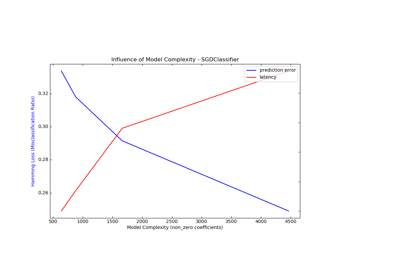 Influence of Model Complexity - SGDClassifier
prediction error
latency
0.32
0.30
0.28
0.26
Hamming Loss (Misclassification Ratio)
500 1000 1500 2000 2500 3000 3500 4000 4500
Model Complexity (non_zero coefficients)